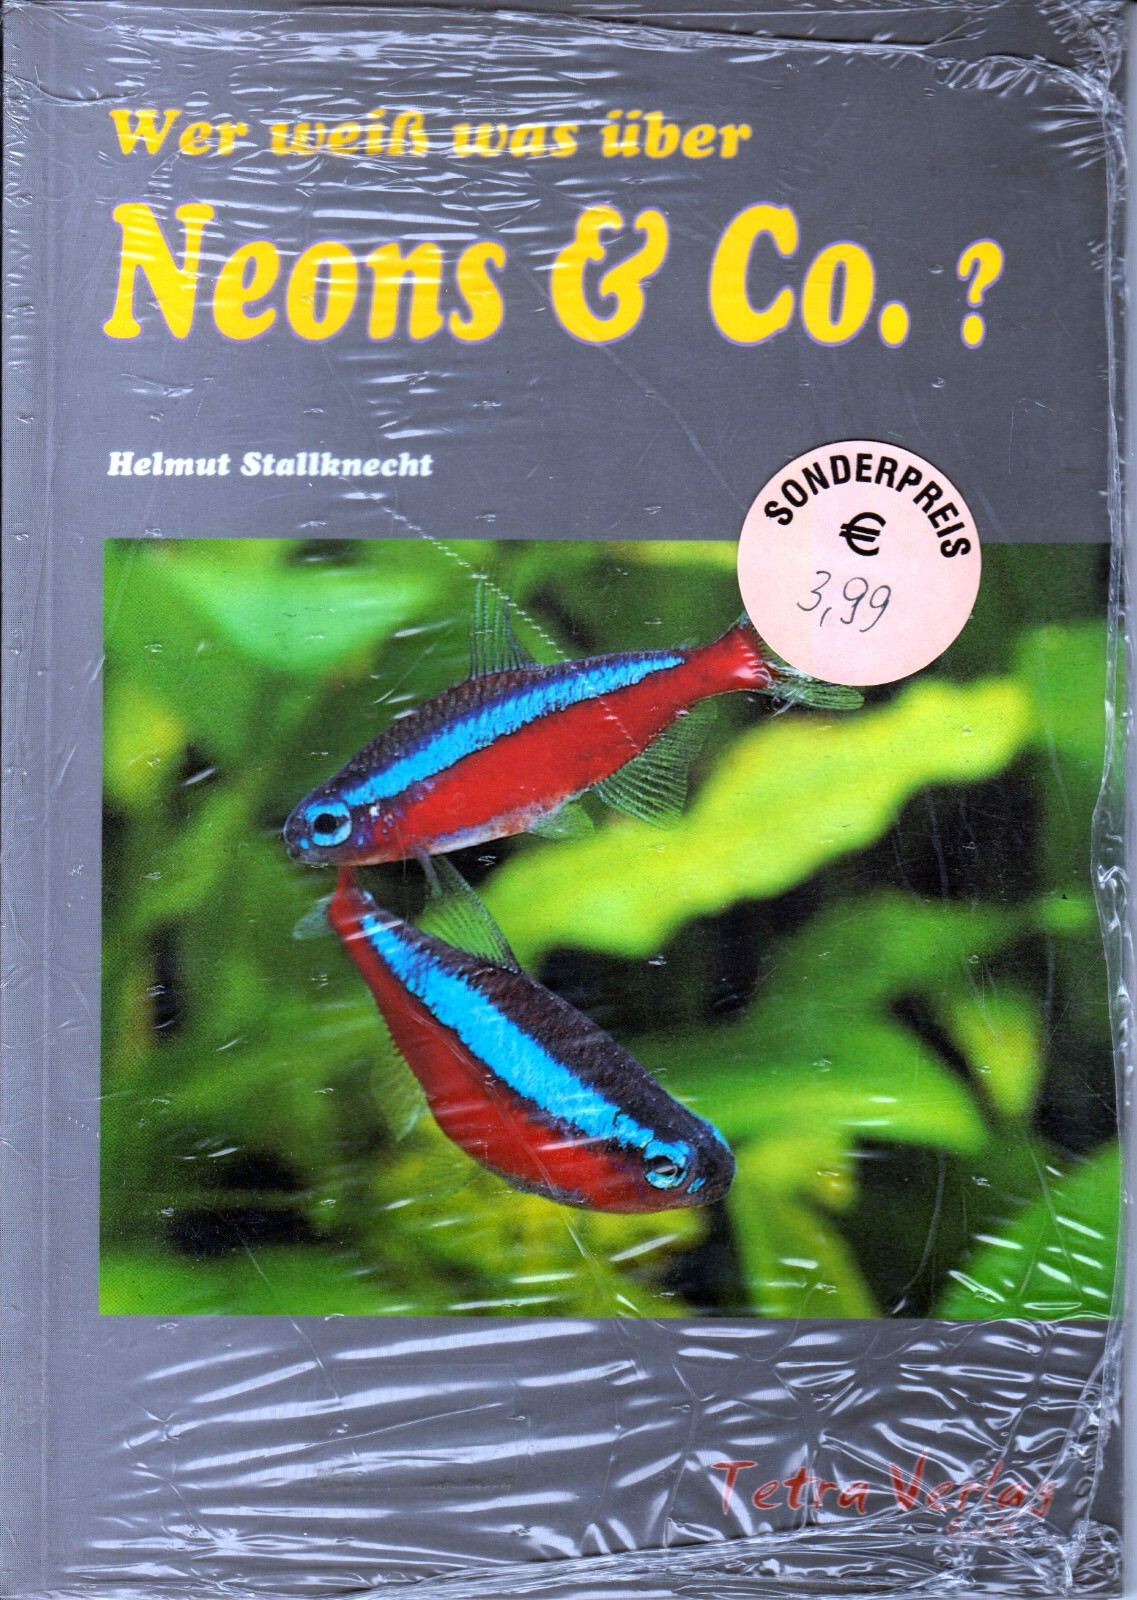 Wer weiß was über
Neons & Co. ?
Helmut Stallknecht
SONDERPREIS
€
3,99
Tetra Verlag